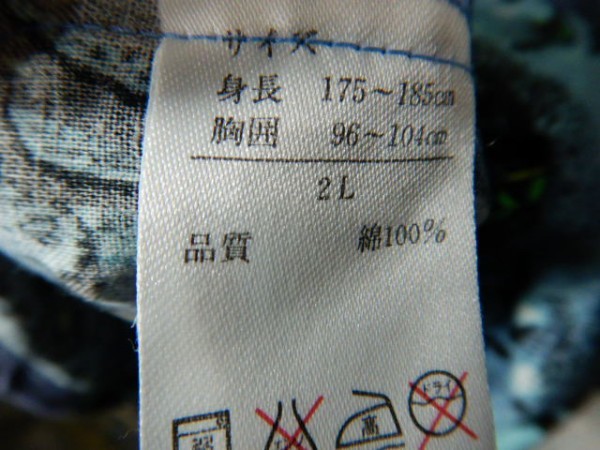 サイズ
身長 175～185cm
胸囲 96～104cm
2L
品質 綿100%
高
ドライ